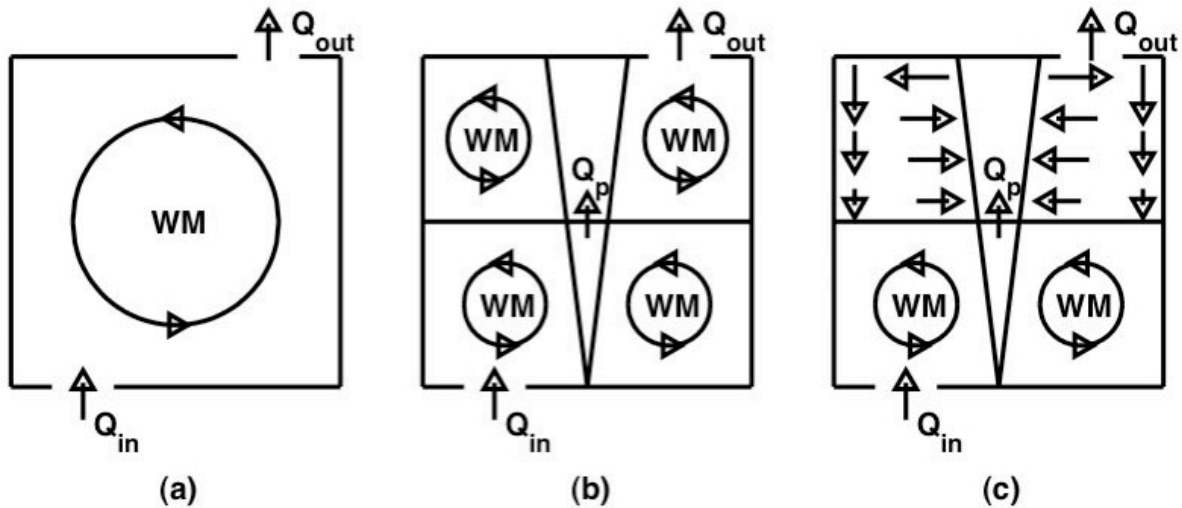 Q_out
WM
Q_in
(a)
Q_out
WM WM
Q_p
WM WM
Q_in
(b)
Q_out
Q_p
WM WM
Q_in
(c)